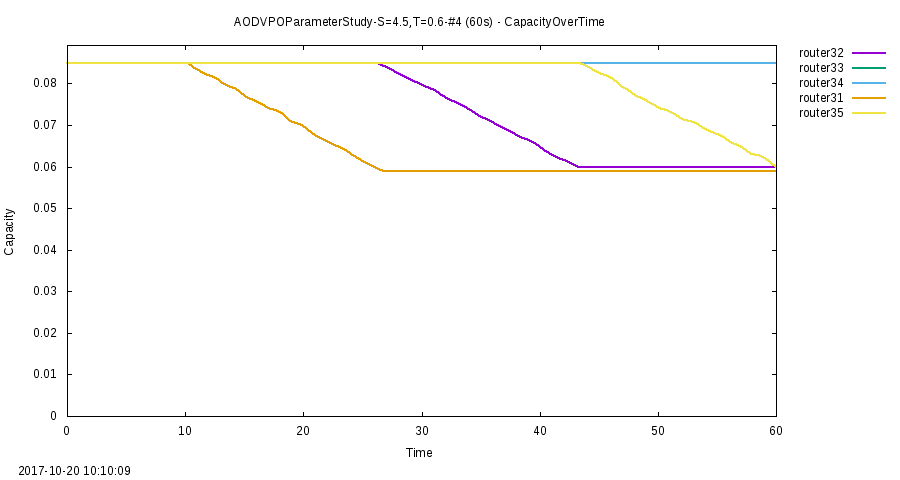 AODVPOParameterStudy-S=4.5,T=0.6-#4 (60s) - CapacityOverTime
router32
router33
router34
router31
router35
0.08
0.07
0.06
0.05
0.04
0.03
0.02
0.01
0
Capacity
0 10 20 30 40 50 60
Time
2017-10-20 10:10:09